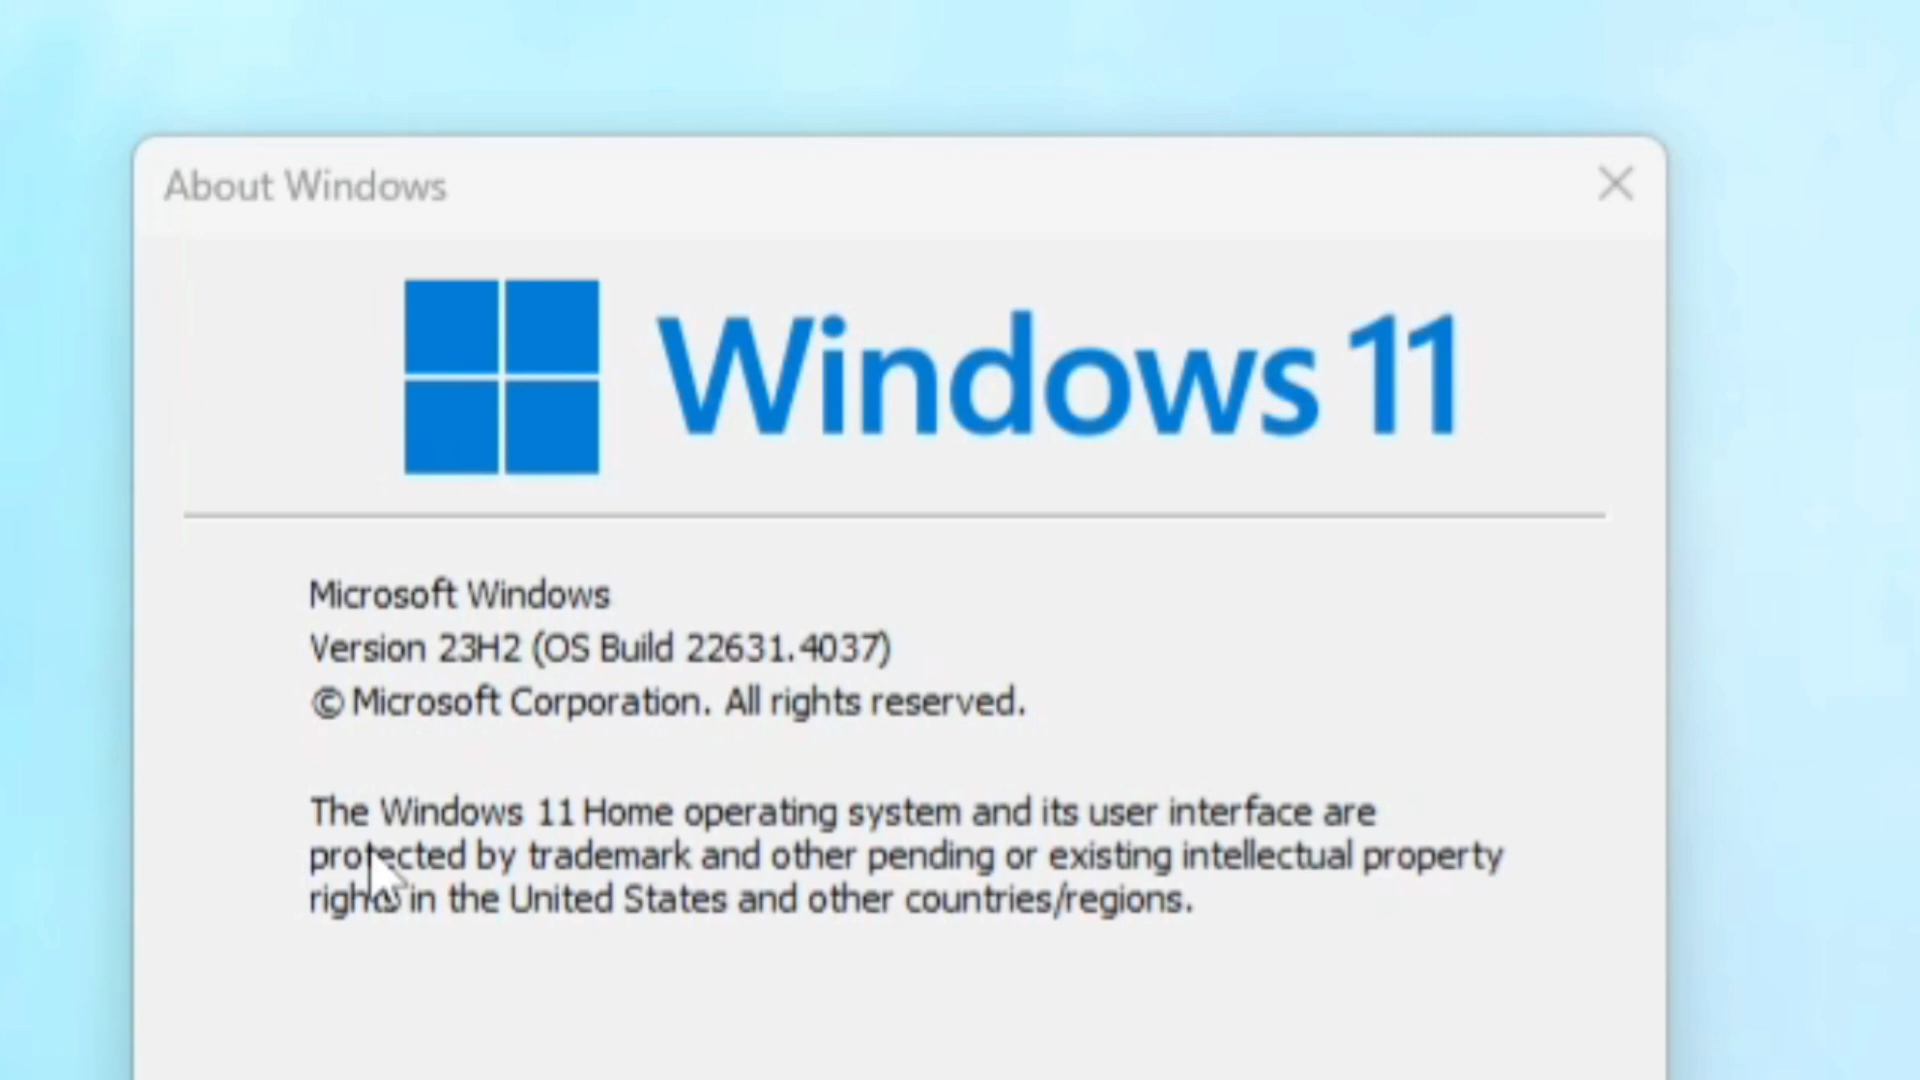 About Windows
Windows 11
Microsoft Windows
Version 23H2 (OS Build 22631.4037)
© Microsoft Corporation. All rights reserved.
The Windows 11 Home operating system and its user interface are
protected by trademark and other pending or existing intellectual property
rights in the United States and other countries/regions.